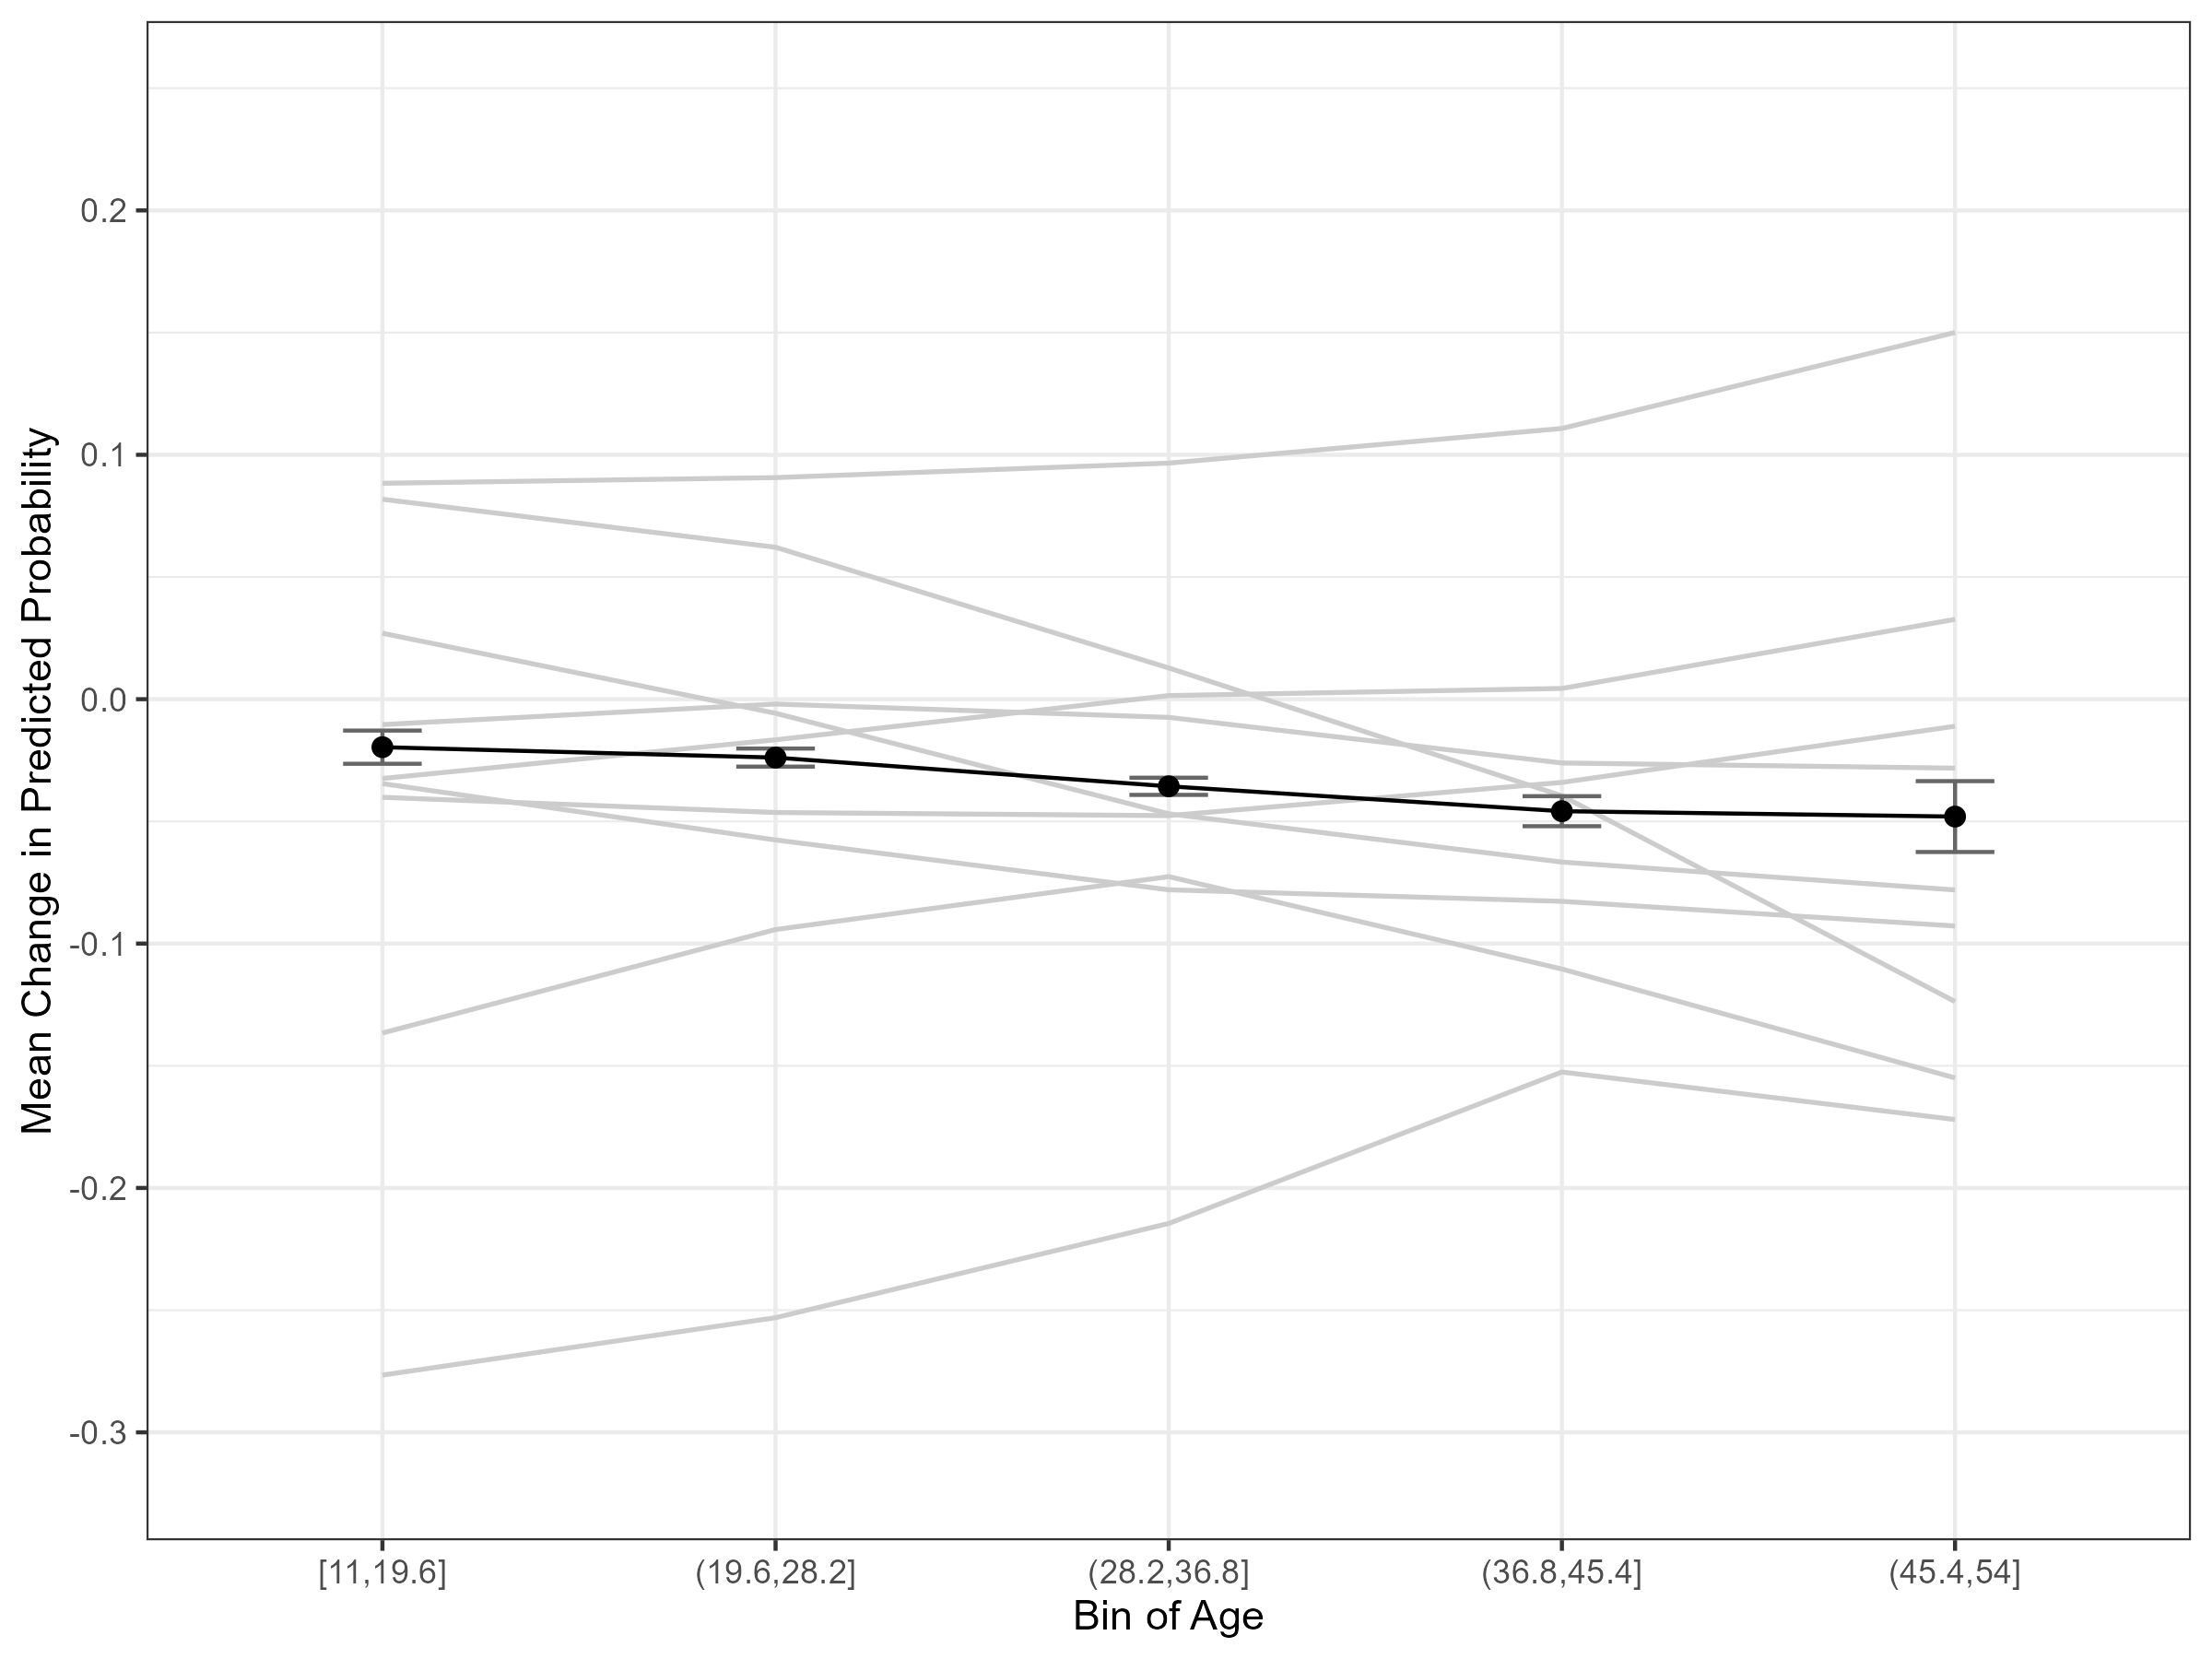 Mean Change in Predicted Probability
0.2
0.1
0.0
-0.1
-0.2
-0.3
[11,19.6] (19.6,28.2] (28.2,36.8] (36.8,45.4] (45.4,54]
Bin of Age